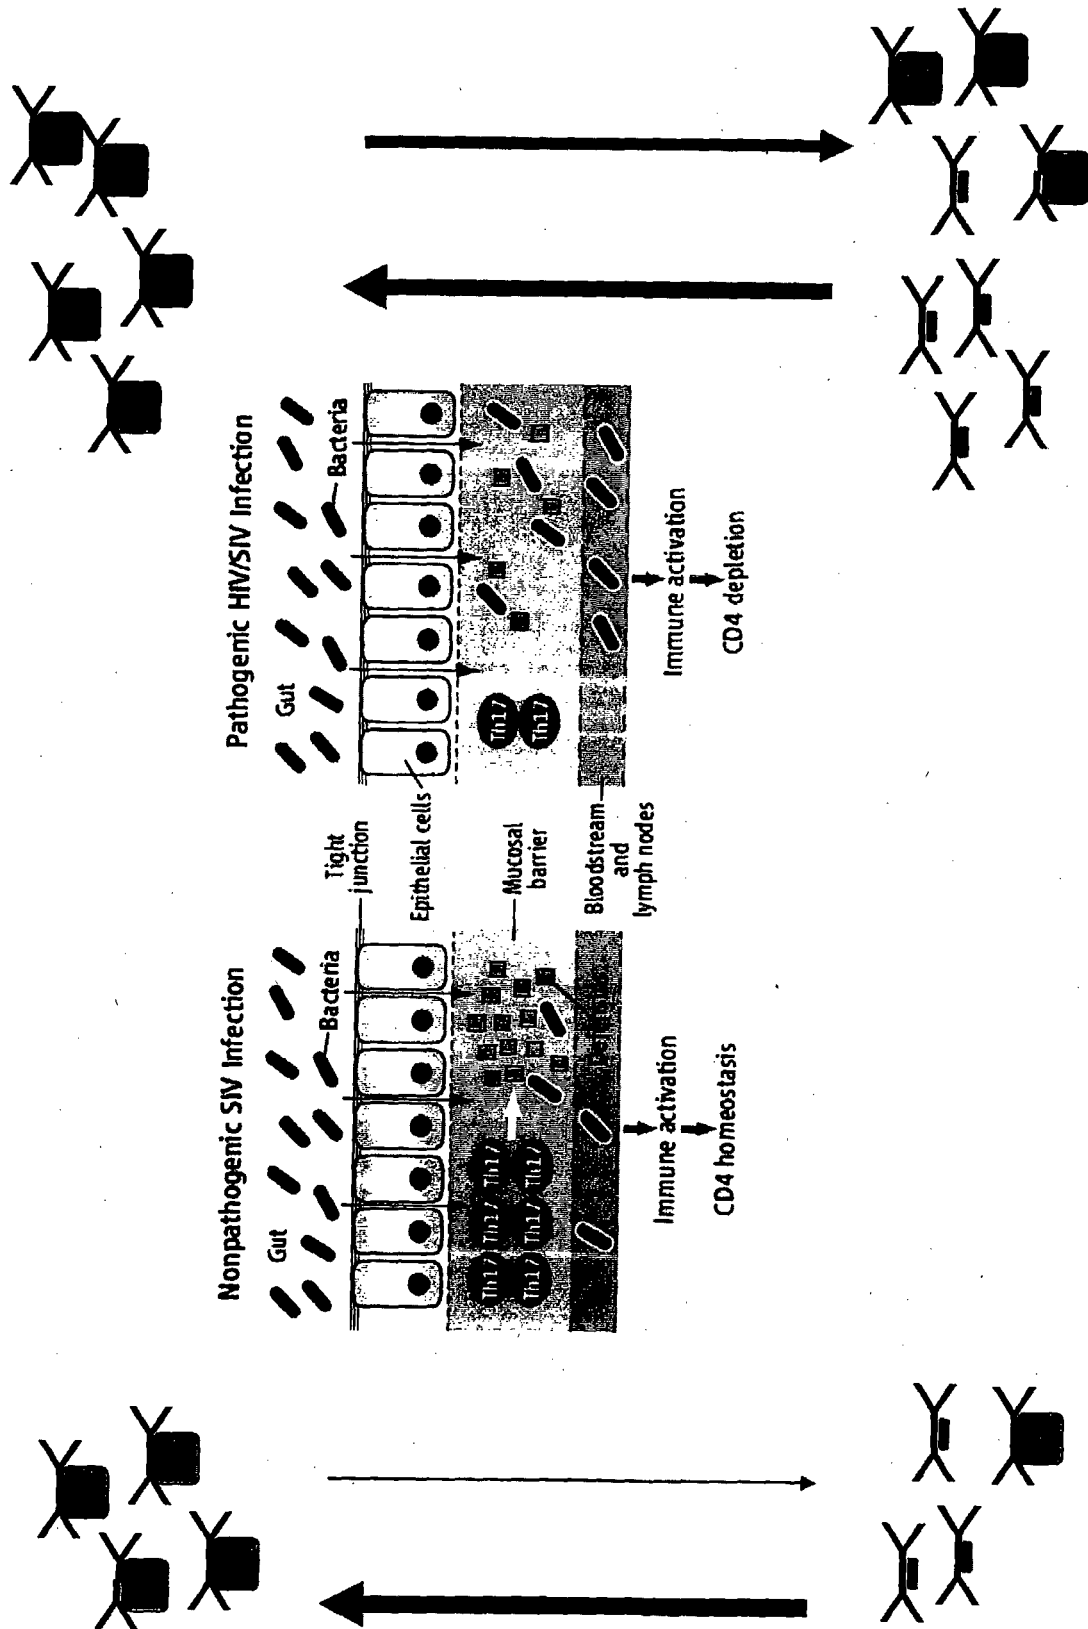 Nonpathogenic SIV Infection
Gut
Bacteria
Th17
Th17
Th17
Th17
Th17
Th17
Immune activation
CD4 homeostasis
Tight
junction
Epithelial cells
Mucosal
barrier
Bloodstream
and
lymph nodes
Pathogenic HIV/SIV Infection
Gut
Bacteria
Th17
Th17
Immune activation
CD4 depletion